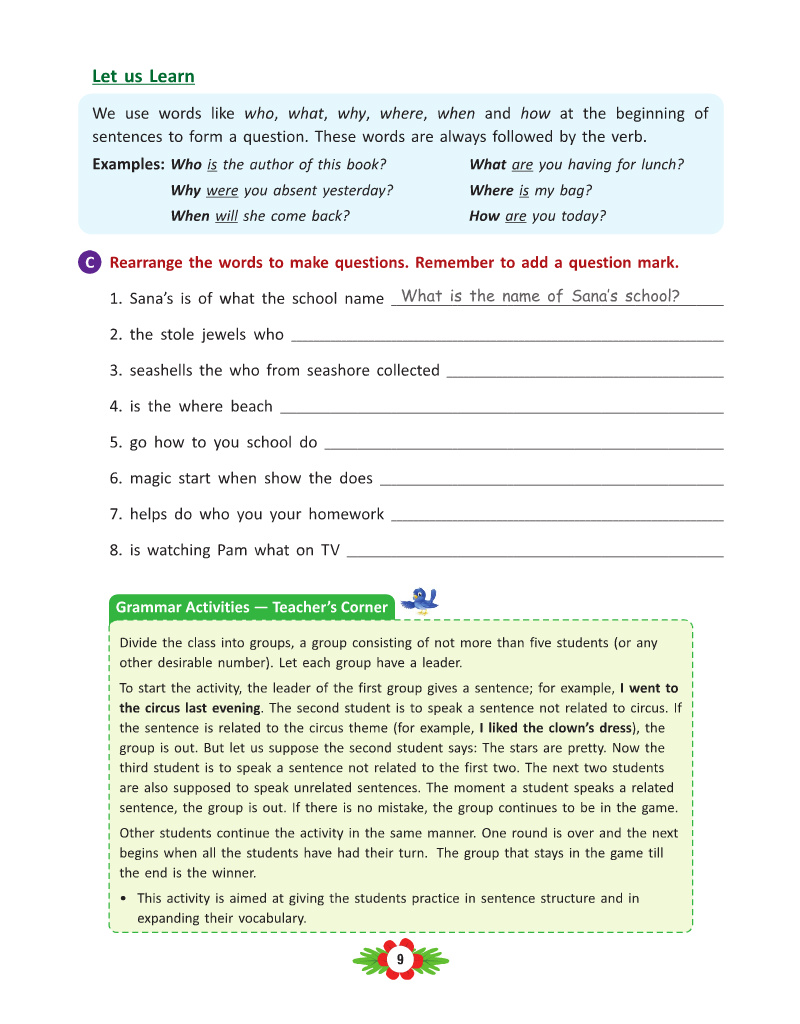 Let us Learn
We use words like who, what, why, where, when and how at the beginning of
sentences to form a question. These words are always followed by the verb.
Examples: Who is the author of this book? What are you having for lunch?
Why were you absent yesterday? Where is my bag?
When will she come back? How are you today?
C Rearrange the words to make questions. Remember to add a question mark.
1. Sana's is of what the school name What is the name of Sana's school?
2. the stole jewels who
3. seashells the who from seashore collected
4. is the where beach
5. go how to you school do
6. magic start when show the does
7. helps do who you your homework
8. is watching Pam what on TV
Grammar Activities — Teacher's Corner
Divide the class into groups, a group consisting of not more than five students (or any
other desirable number). Let each group have a leader.
To start the activity, the leader of the first group gives a sentence; for example, I went to
the circus last evening. The second student is to speak a sentence not related to circus. If
the sentence is related to the circus theme (for example, I liked the clown's dress), the
group is out. But let us suppose the second student says: The stars are pretty. Now the
third student is to speak a sentence not related to the first two. The next two students
are also supposed to speak unrelated sentences. The moment a student speaks a related
sentence, the group is out. If there is no mistake, the group continues to be in the game.
Other students continue the activity in the same manner. One round is over and the next
begins when all the students have had their turn. The group that stays in the game till
the end is the winner.
• This activity is aimed at giving the students practice in sentence structure and in
expanding their vocabulary.
9